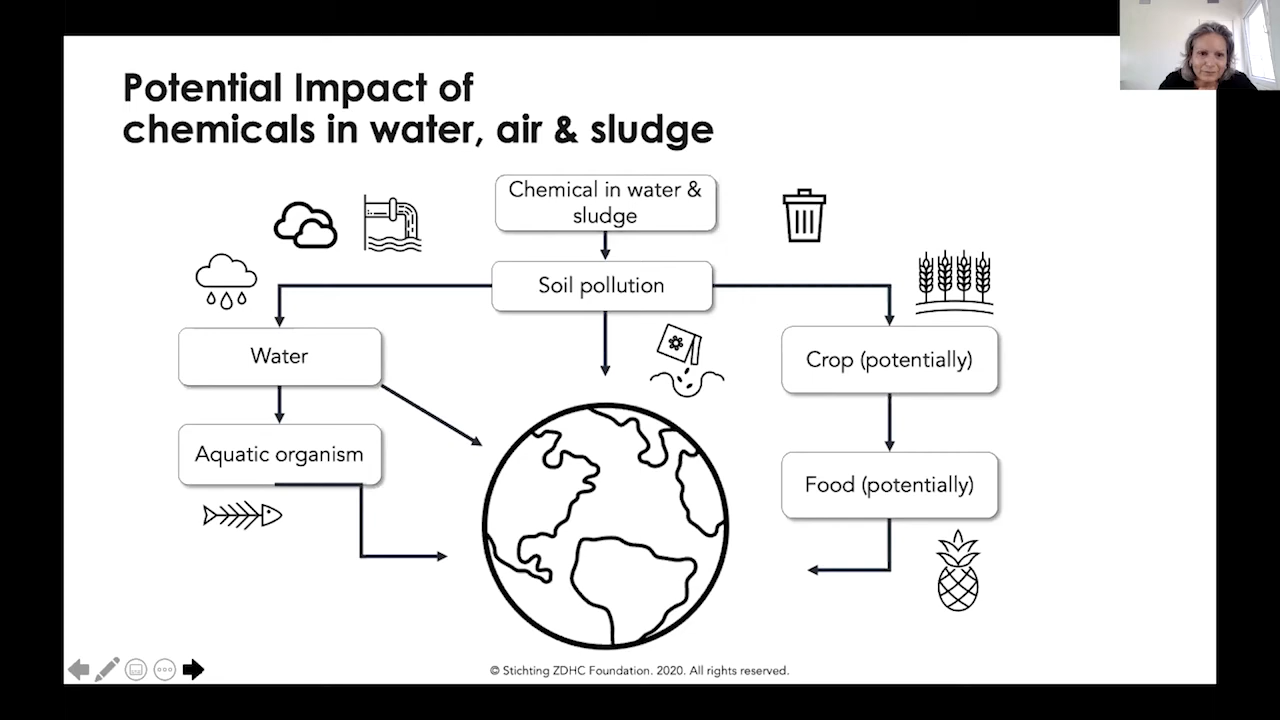 Potential Impact of
chemicals in water, air & sludge
Chemical in water &
sludge
Soil pollution
Water
Crop (potentially)
Aquatic organism
Food (potentially)
© Stichting ZDHC Foundation. 2020. All rights reserved.